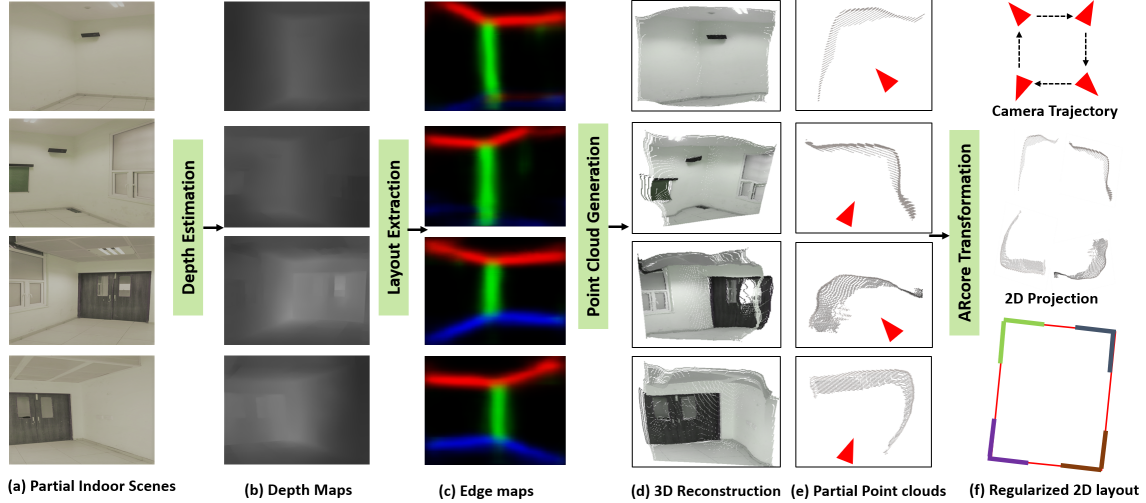 Camera Trajectory
Depth Estimation
Layout Extraction
Point Cloud Generation
ARcore Transformation
2D Projection
(a) Partial Indoor Scenes
(b) Depth Maps
(c) Edge maps
(d) 3D Reconstruction
(e) Partial Point clouds
(f) Regularized 2D layout